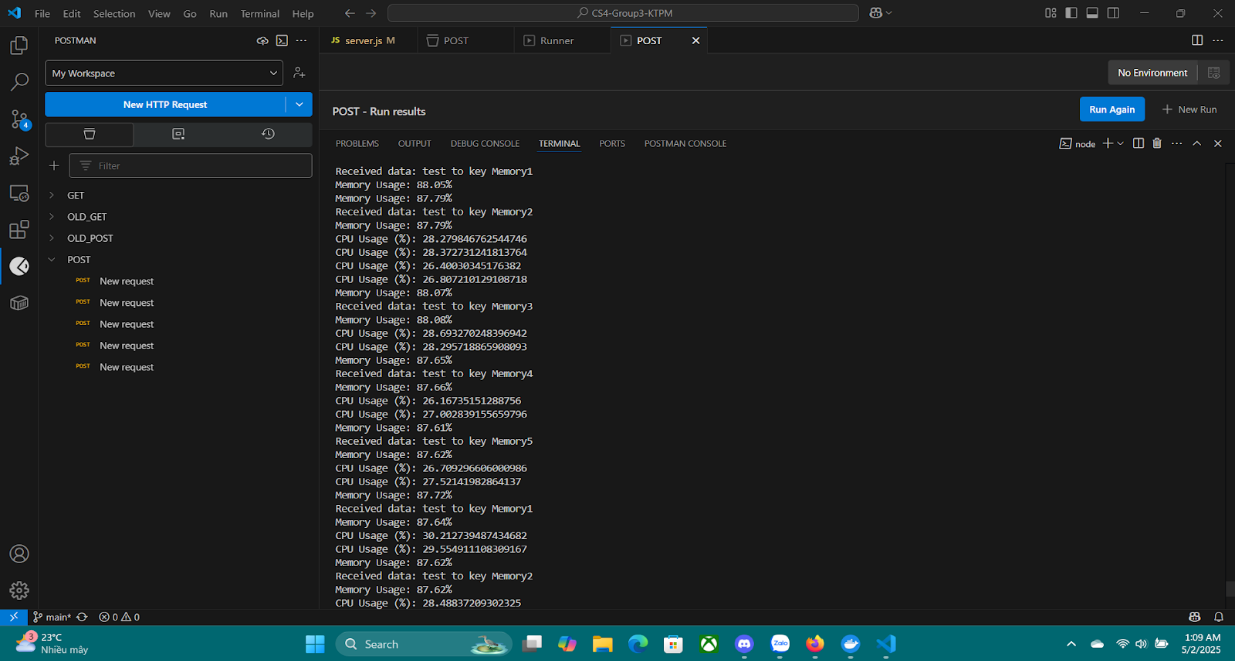 File Edit Selection View Go Run Terminal Help
CS4-Group3-KTPM
POSTMAN
JS server.js M
POST
Runner
POST
My Workspace
No Environment
New HTTP Request
POST - Run results
Run Again
New Run
4
Filter
PROBLEMS OUTPUT DEBUG CONSOLE TERMINAL PORTS POSTMAN CONSOLE
node
GET
OLD_GET
OLD_POST
POST
POST New request
POST New request
POST New request
POST New request
POST New request
Received data: test to key Memory1
Memory Usage: 88.05%
Memory Usage: 87.79%
Received data: test to key Memory2
Memory Usage: 87.79%
CPU Usage (%): 28.279846762544746
CPU Usage (%): 28.372731241813764
CPU Usage (%): 26.40030345176382
CPU Usage (%): 26.807210129108718
Memory Usage: 88.07%
Received data: test to key Memory3
Memory Usage: 88.08%
CPU Usage (%): 28.693270248396942
CPU Usage (%): 28.295718865908093
Memory Usage: 87.65%
Received data: test to key Memory4
Memory Usage: 87.66%
CPU Usage (%): 26.16735151288756
CPU Usage (%): 27.002839155659796
Memory Usage: 87.61%
Received data: test to key Memory5
Memory Usage: 87.62%
CPU Usage (%): 26.709296606000986
CPU Usage (%): 27.52141982864137
Memory Usage: 87.72%
Received data: test to key Memory1
Memory Usage: 87.64%
CPU Usage (%): 30.212739487434682
CPU Usage (%): 29.554911108309167
Memory Usage: 87.62%
Received data: test to key Memory2
Memory Usage: 87.62%
CPU Usage (%): 28.48837209302325
main* 0 0
3
23°C
Nhiều mây
Search
Zalo
1:09 AM
5/2/2025